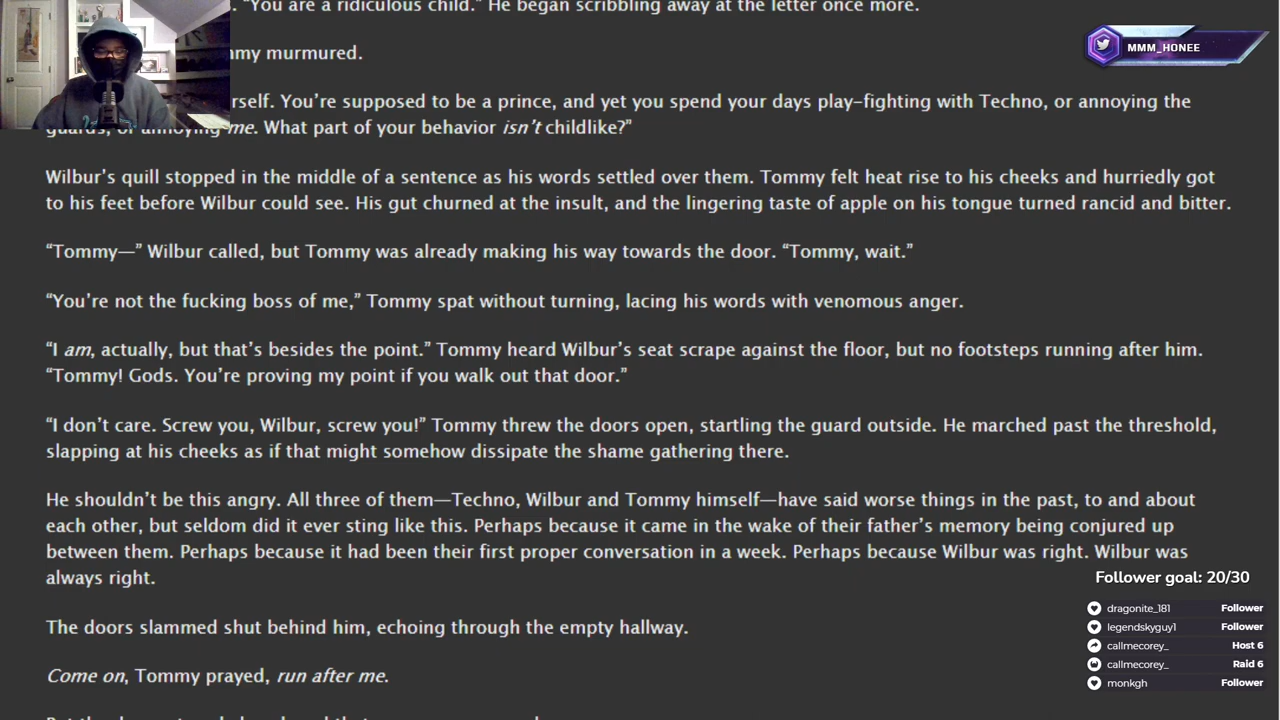 . “You are a ridiculous child.” He began scribbling away at the letter once more.
mmy murmured.
rself. You’re supposed to be a prince, and yet you spend your days play-fighting with Techno, or annoying the
guards, or annoying me. What part of your behavior isn’t childlike?”
Wilbur’s quill stopped in the middle of a sentence as his words settled over them. Tommy felt heat rise to his cheeks and hurriedly got
to his feet before Wilbur could see. His gut churned at the insult, and the lingering taste of apple on his tongue turned rancid and bitter.
“Tommy—” Wilbur called, but Tommy was already making his way towards the door. “Tommy, wait.”
“You’re not the fucking boss of me,” Tommy spat without turning, lacing his words with venomous anger.
“I am, actually, but that’s besides the point.” Tommy heard Wilbur’s seat scrape against the floor, but no footsteps running after him.
“Tommy! Gods. You’re proving my point if you walk out that door.”
“I don’t care. Screw you, Wilbur, screw you!” Tommy threw the doors open, startling the guard outside. He marched past the threshold,
slapping at his cheeks as if that might somehow dissipate the shame gathering there.
He shouldn’t be this angry. All three of them—Techno, Wilbur and Tommy himself—have said worse things in the past, to and about
each other, but seldom did it ever sting like this. Perhaps because it came in the wake of their father’s memory being conjured up
between them. Perhaps because it had been their first proper conversation in a week. Perhaps because Wilbur was right. Wilbur was
always right.
The doors slammed shut behind him, echoing through the empty hallway.
Come on, Tommy prayed, run after me.
MMM_HONEE
Follower goal: 20/30
dragonite_181 Follower
legendskyguy1 Follower
callmecorey_ Host 6
callmecorey_ Raid 6
monkgh Follower